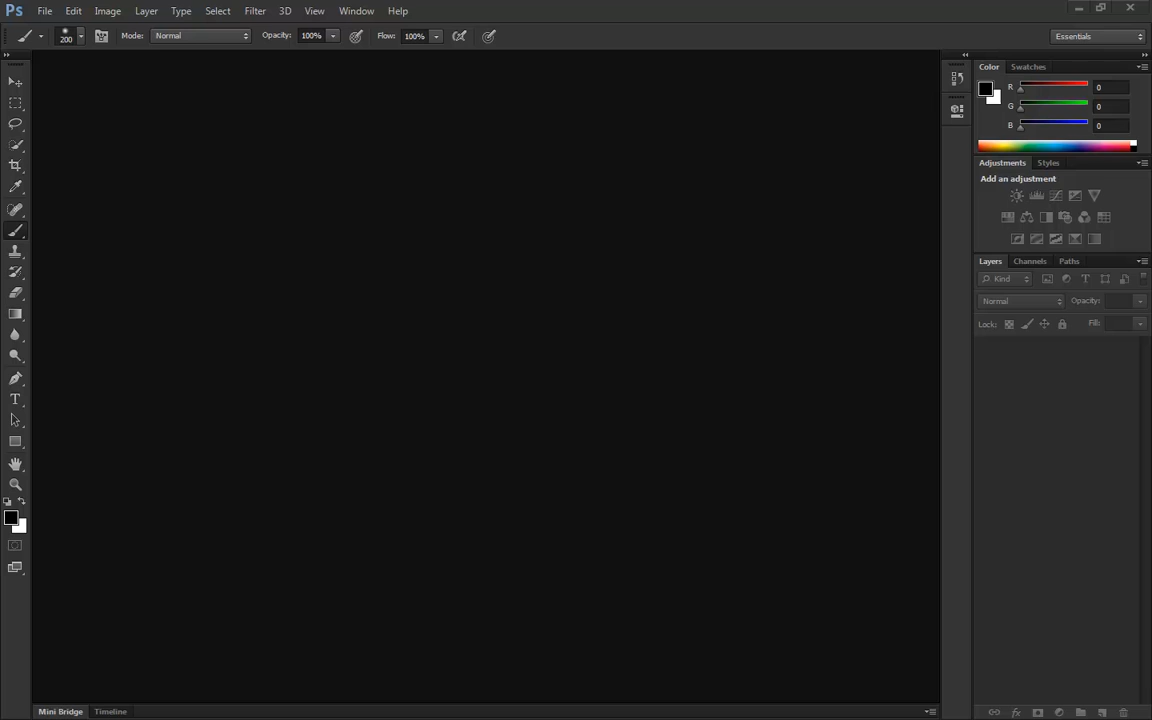 Ps File Edit Image Layer Type Select Filter 3D View Window Help
200 Mode: Normal Opacity: 100% Flow: 100% Essentials
Color Swatches
R 0
G 0
B 0
Adjustments Styles
Add an adjustment
Layers Channels Paths
Kind
Normal Opacity:
Lock: Fill:
Mini Bridge Timeline